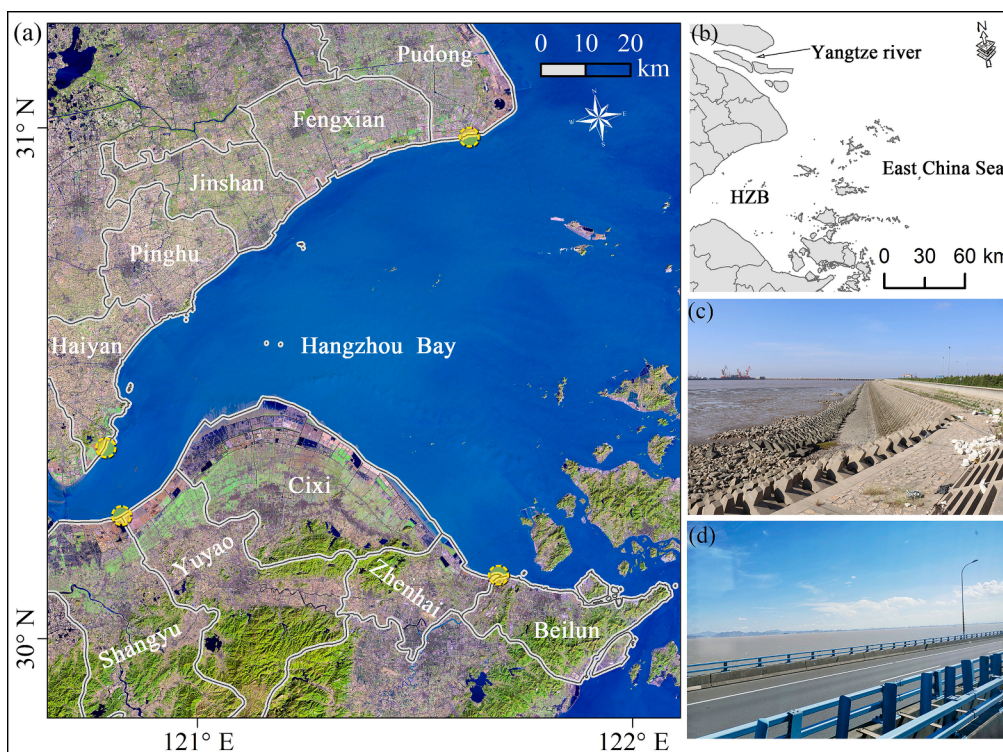 (a)
Pudong
0 10 20
km
Fengxian
31° N
Jinshan
Pinghu
Haiyan
Hangzhou Bay
Cixi
Yuyao
Zhenhai
Shangyu
Beilun
30° N
121° E
122° E
N
E
S
W
(b)
N
Yangtze river
East China Sea
HZB
0 30 60
km
(c)
(d)